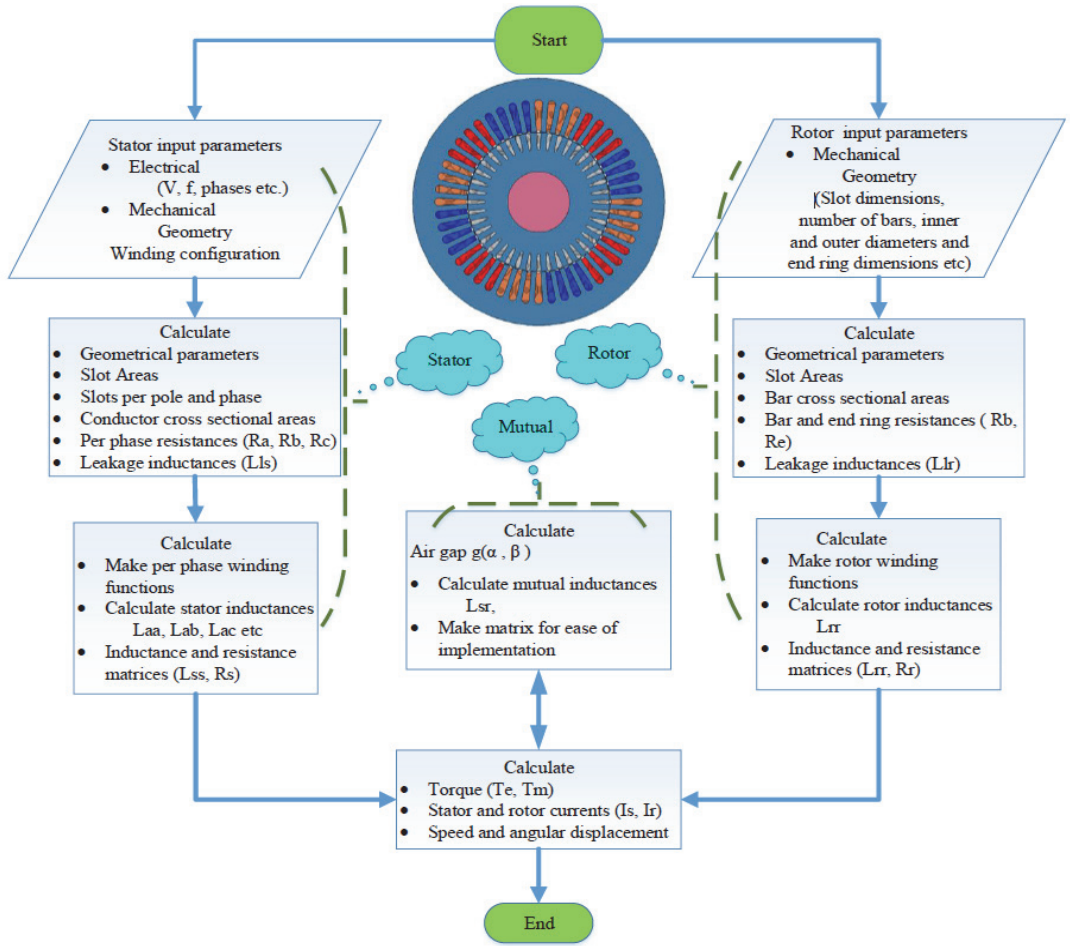 Start
Stator input parameters
• Electrical
(V, f, phases etc.)
• Mechanical
Geometry
Winding configuration
Rotor input parameters
• Mechanical
Geometry
(Slot dimensions,
number of bars, inner
and outer diameters and
end ring dimensions etc)
Calculate
• Geometrical parameters
• Slot Areas
• Slots per pole and phase
• Conductor cross sectional areas
• Per phase resistances (Ra, Rb, Rc)
• Leakage inductances (Lls)
Stator
Rotor
Mutual
Calculate
• Geometrical parameters
• Slot Areas
• Bar cross sectional areas
• Bar and end ring resistances ( Rb,
Re)
• Leakage inductances (Llr)
Calculate
• Make per phase winding
functions
• Calculate stator inductances
Laa, Lab, Lac etc
• Inductance and resistance
matrices (Lss, Rs)
Calculate
Air gap g(α , β )
• Calculate mutual inductances
Lsr,
• Make matrix for ease of
implementation
Calculate
• Make rotor winding
functions
• Calculate rotor inductances
Lrr
• Inductance and resistance
matrices (Lrr, Rr)
Calculate
• Torque (Te, Tm)
• Stator and rotor currents (Is, Ir)
• Speed and angular displacement
End